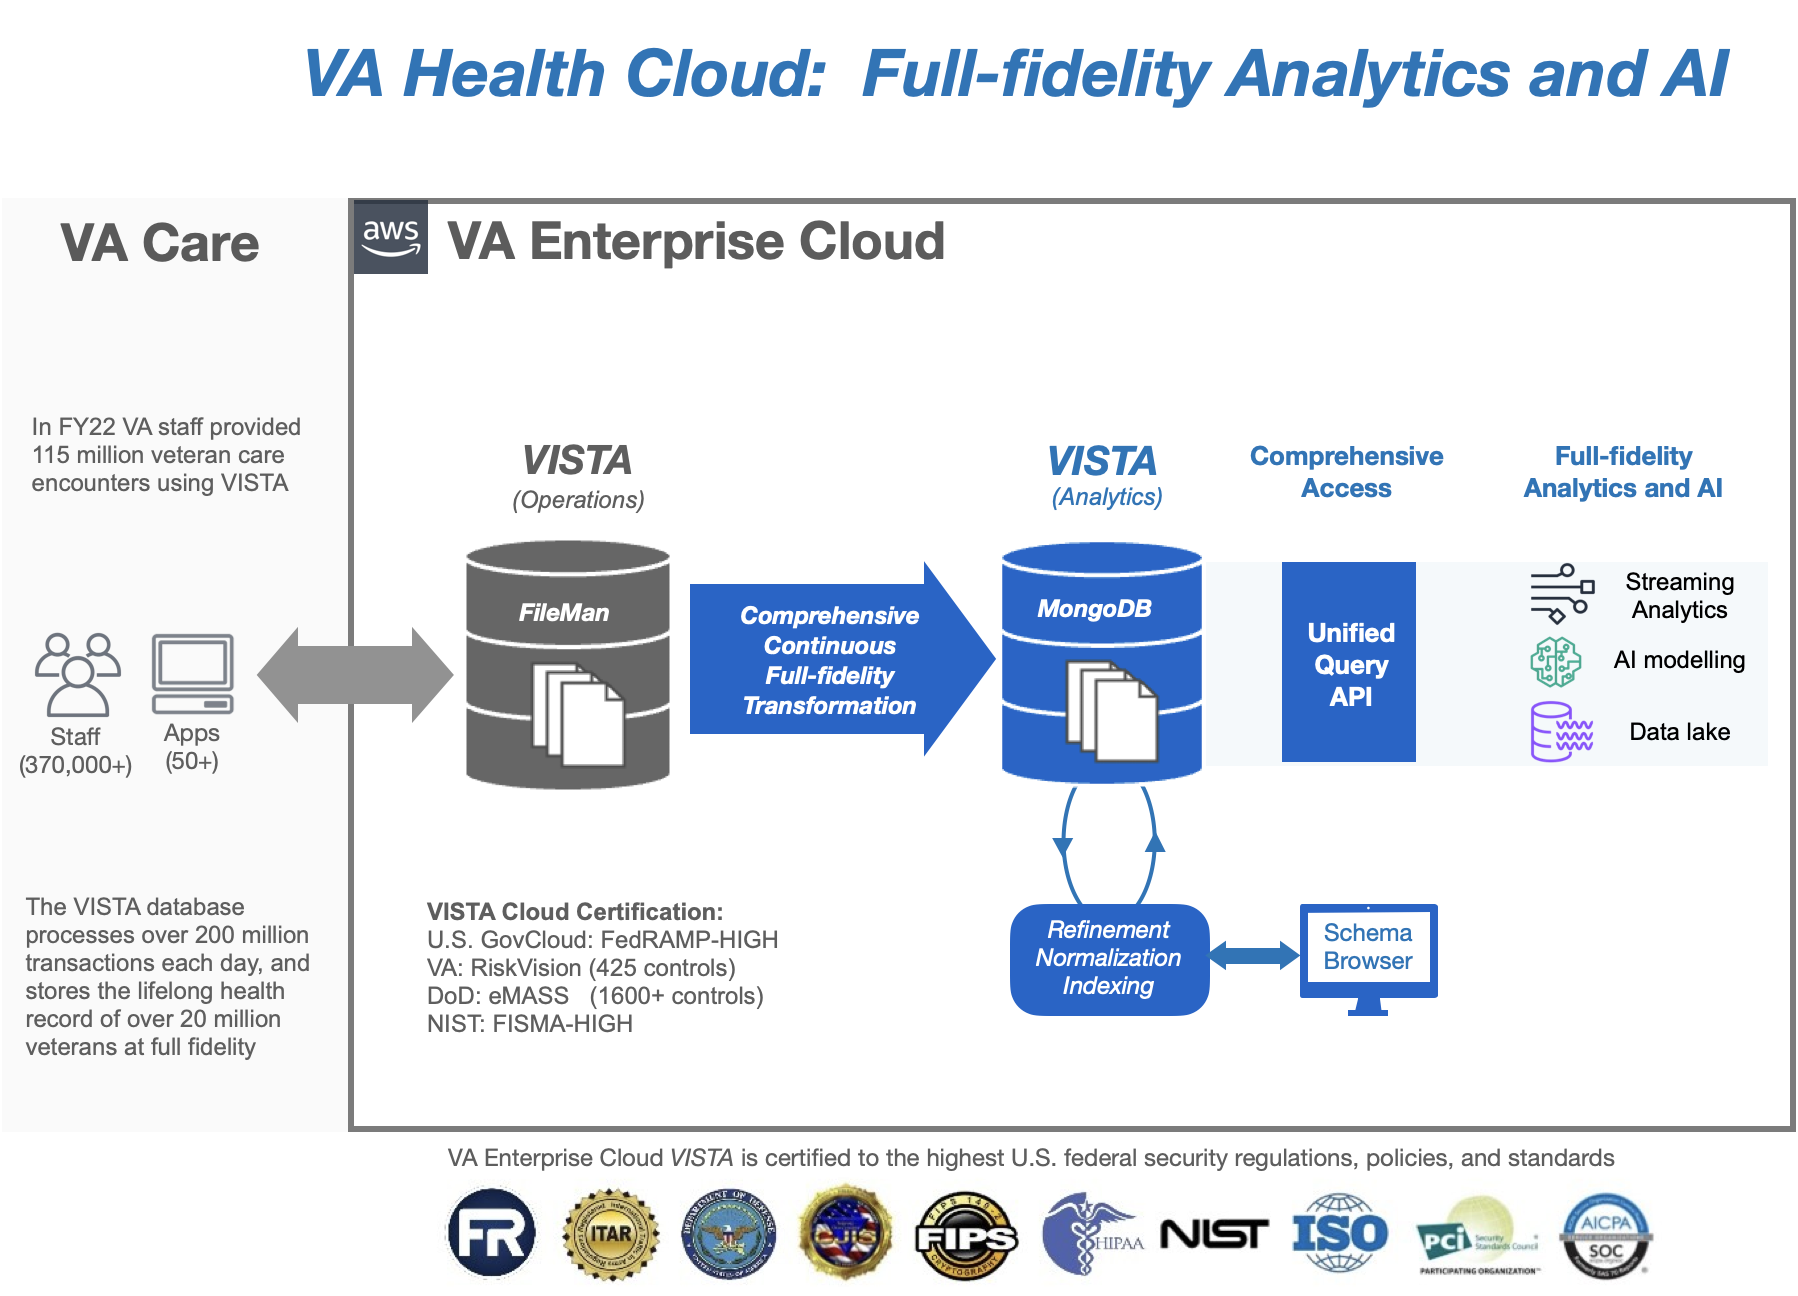 VA Health Cloud: Full-fidelity Analytics and AI
VA Care
aws
VA Enterprise Cloud
In FY22 VA staff provided
115 million veteran care
encounters using VISTA
Staff
(370,000+)
Apps
(50+)
The VISTA database
processes over 200 million
transactions each day, and
stores the lifelong health
record of over 20 million
veterans at full fidelity
VISTA
(Operations)
FileMan
Comprehensive
Continuous
Full-fidelity
Transformation
VISTA
(Analytics)
MongoDB
Comprehensive
Access
Unified
Query
API
Full-fidelity
Analytics and AI
Streaming
Analytics
AI modelling
Data lake
Refinement
Normalization
Indexing
Schema
Browser
VISTA Cloud Certification:
U.S. GovCloud: FedRAMP-HIGH
VA: RiskVision (425 controls)
DoD: eMASS (1600+ controls)
NIST: FISMA-HIGH
VA Enterprise Cloud VISTA is certified to the highest U.S. federal security regulations, policies, and standards
FR
ITAR
DEPARTMENT OF DEFENSE
CJIS
FIPS 140-2
FIPS
CRYPTOGRAPHY
HIPAA
NIST
ISO
PCI
Security
Standards Council
PARTICIPATING ORGANIZATION
AICPA
SOC